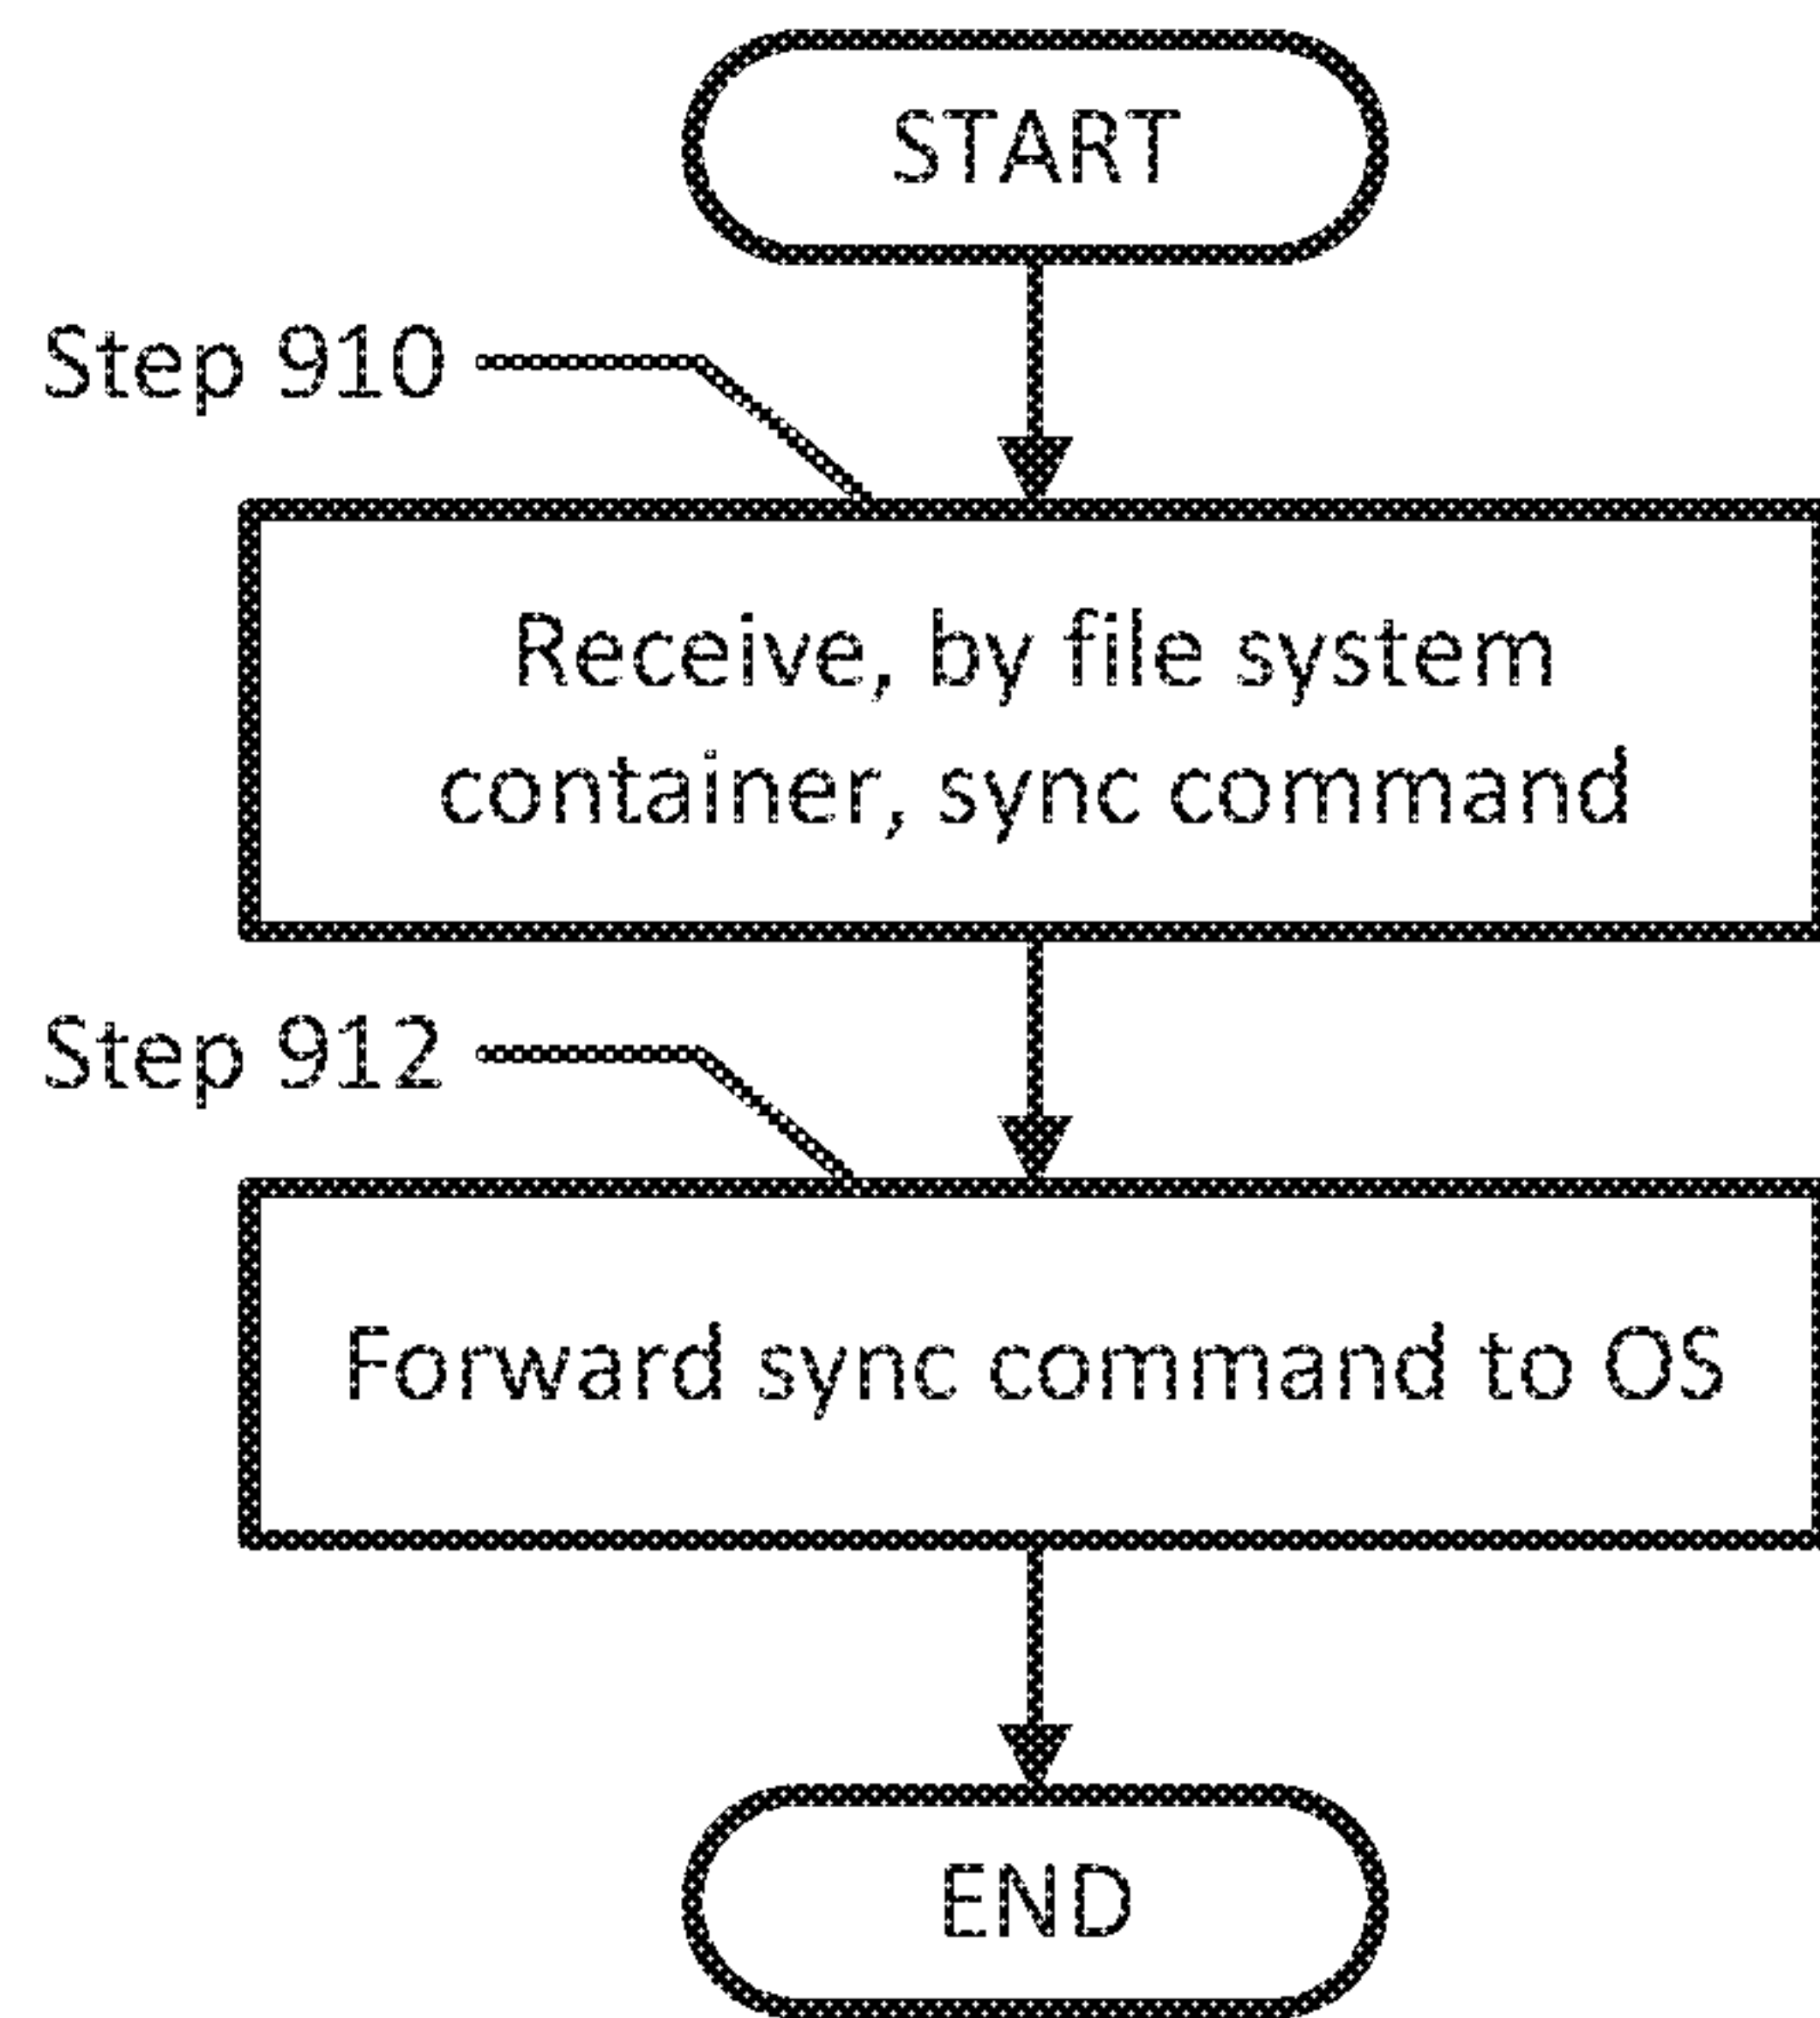 START
Step 910
Receive, by file system
container, sync command
Step 912
Forward sync command to OS
END